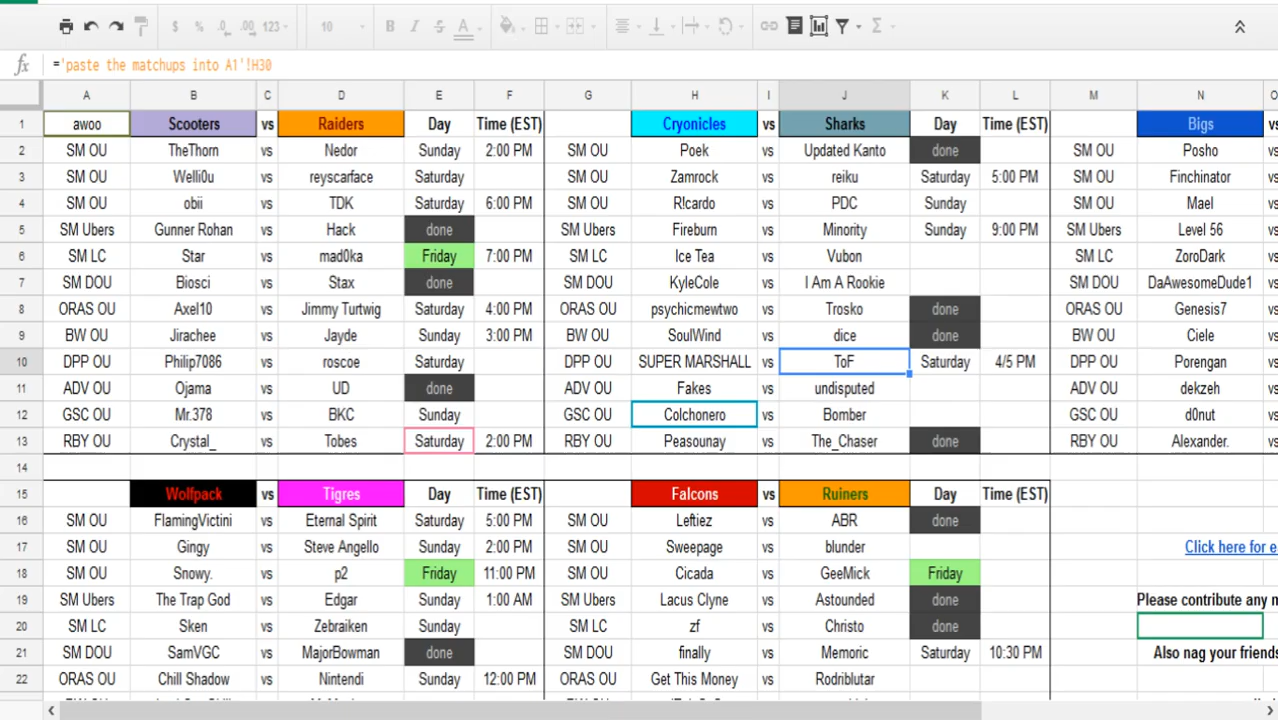 $ % .0 .00 123 10 B I S A Σ
fx ='paste the matchups into A1'!H30
A B C D E F G H I J K L M N O
1 awoo Scooters vs Raiders Day Time (EST) Cryonicles vs Sharks Day Time (EST) Bigs
2 SM OU TheThorn vs Nedor Sunday 2:00 PM SM OU Poek vs Updated Kanto done SM OU Posho
3 SM OU Welli0u vs reyscarface Saturday SM OU Zamrock vs reiku Saturday 5:00 PM SM OU Finchinator
4 SM OU obii vs TDK Saturday 6:00 PM SM OU R!cardo vs PDC Sunday SM OU Mael
5 SM Ubers Gunner Rohan vs Hack done SM Ubers Fireburn vs Minority Sunday 9:00 PM SM Ubers Level 56
6 SM LC Star vs mad0ka Friday 7:00 PM SM LC Ice Tea vs Vubon SM LC ZoroDark
7 SM DOU Biosci vs Stax done SM DOU KyleCole vs I Am A Rookie SM DOU DaAwesomeDude1
8 ORAS OU Axel10 vs Jimmy Turtwig Saturday 4:00 PM ORAS OU psychicmewtwo vs Trosko done ORAS OU Genesis7
9 BW OU Jirachee vs Jayde Sunday 3:00 PM BW OU SoulWind vs dice done BW OU Ciele
10 DPP OU Philip7086 vs roscoe Saturday DPP OU SUPER MARSHALL vs ToF Saturday 4/5 PM DPP OU Porengan
11 ADV OU Ojama vs UD done ADV OU Fakes vs undisputed ADV OU dekzeh
12 GSC OU Mr.378 vs BKC Sunday GSC OU Colchonero vs Bomber GSC OU d0nut
13 RBY OU Crystal_ vs Tobes Saturday 2:00 PM RBY OU Peasounay vs The_Chaser done RBY OU Alexander.
14
15 Wolfpack vs Tigres Day Time (EST) Falcons vs Ruiners Day Time (EST)
16 SM OU FlamingVictini vs Eternal Spirit Saturday 5:00 PM SM OU Leftiez vs ABR done
17 SM OU Gingy vs Steve Angello Sunday 2:00 PM SM OU Sweepage vs blunder Click here for
18 SM OU Snowy. vs p2 Friday 11:00 PM SM OU Cicada vs GeeMick Friday
19 SM Ubers The Trap God vs Edgar Sunday 1:00 AM SM Ubers Lacus Clyne vs Astounded done Please contribute any
20 SM LC Sken vs Zebraiken Sunday SM LC zf vs Christo done
21 SM DOU SamVGC vs MajorBowman done SM DOU finally vs Memoric Saturday 10:30 PM Also nag your friends
22 ORAS OU Chill Shadow vs Nintendi Sunday 12:00 PM ORAS OU Get This Money vs Rodriblutar